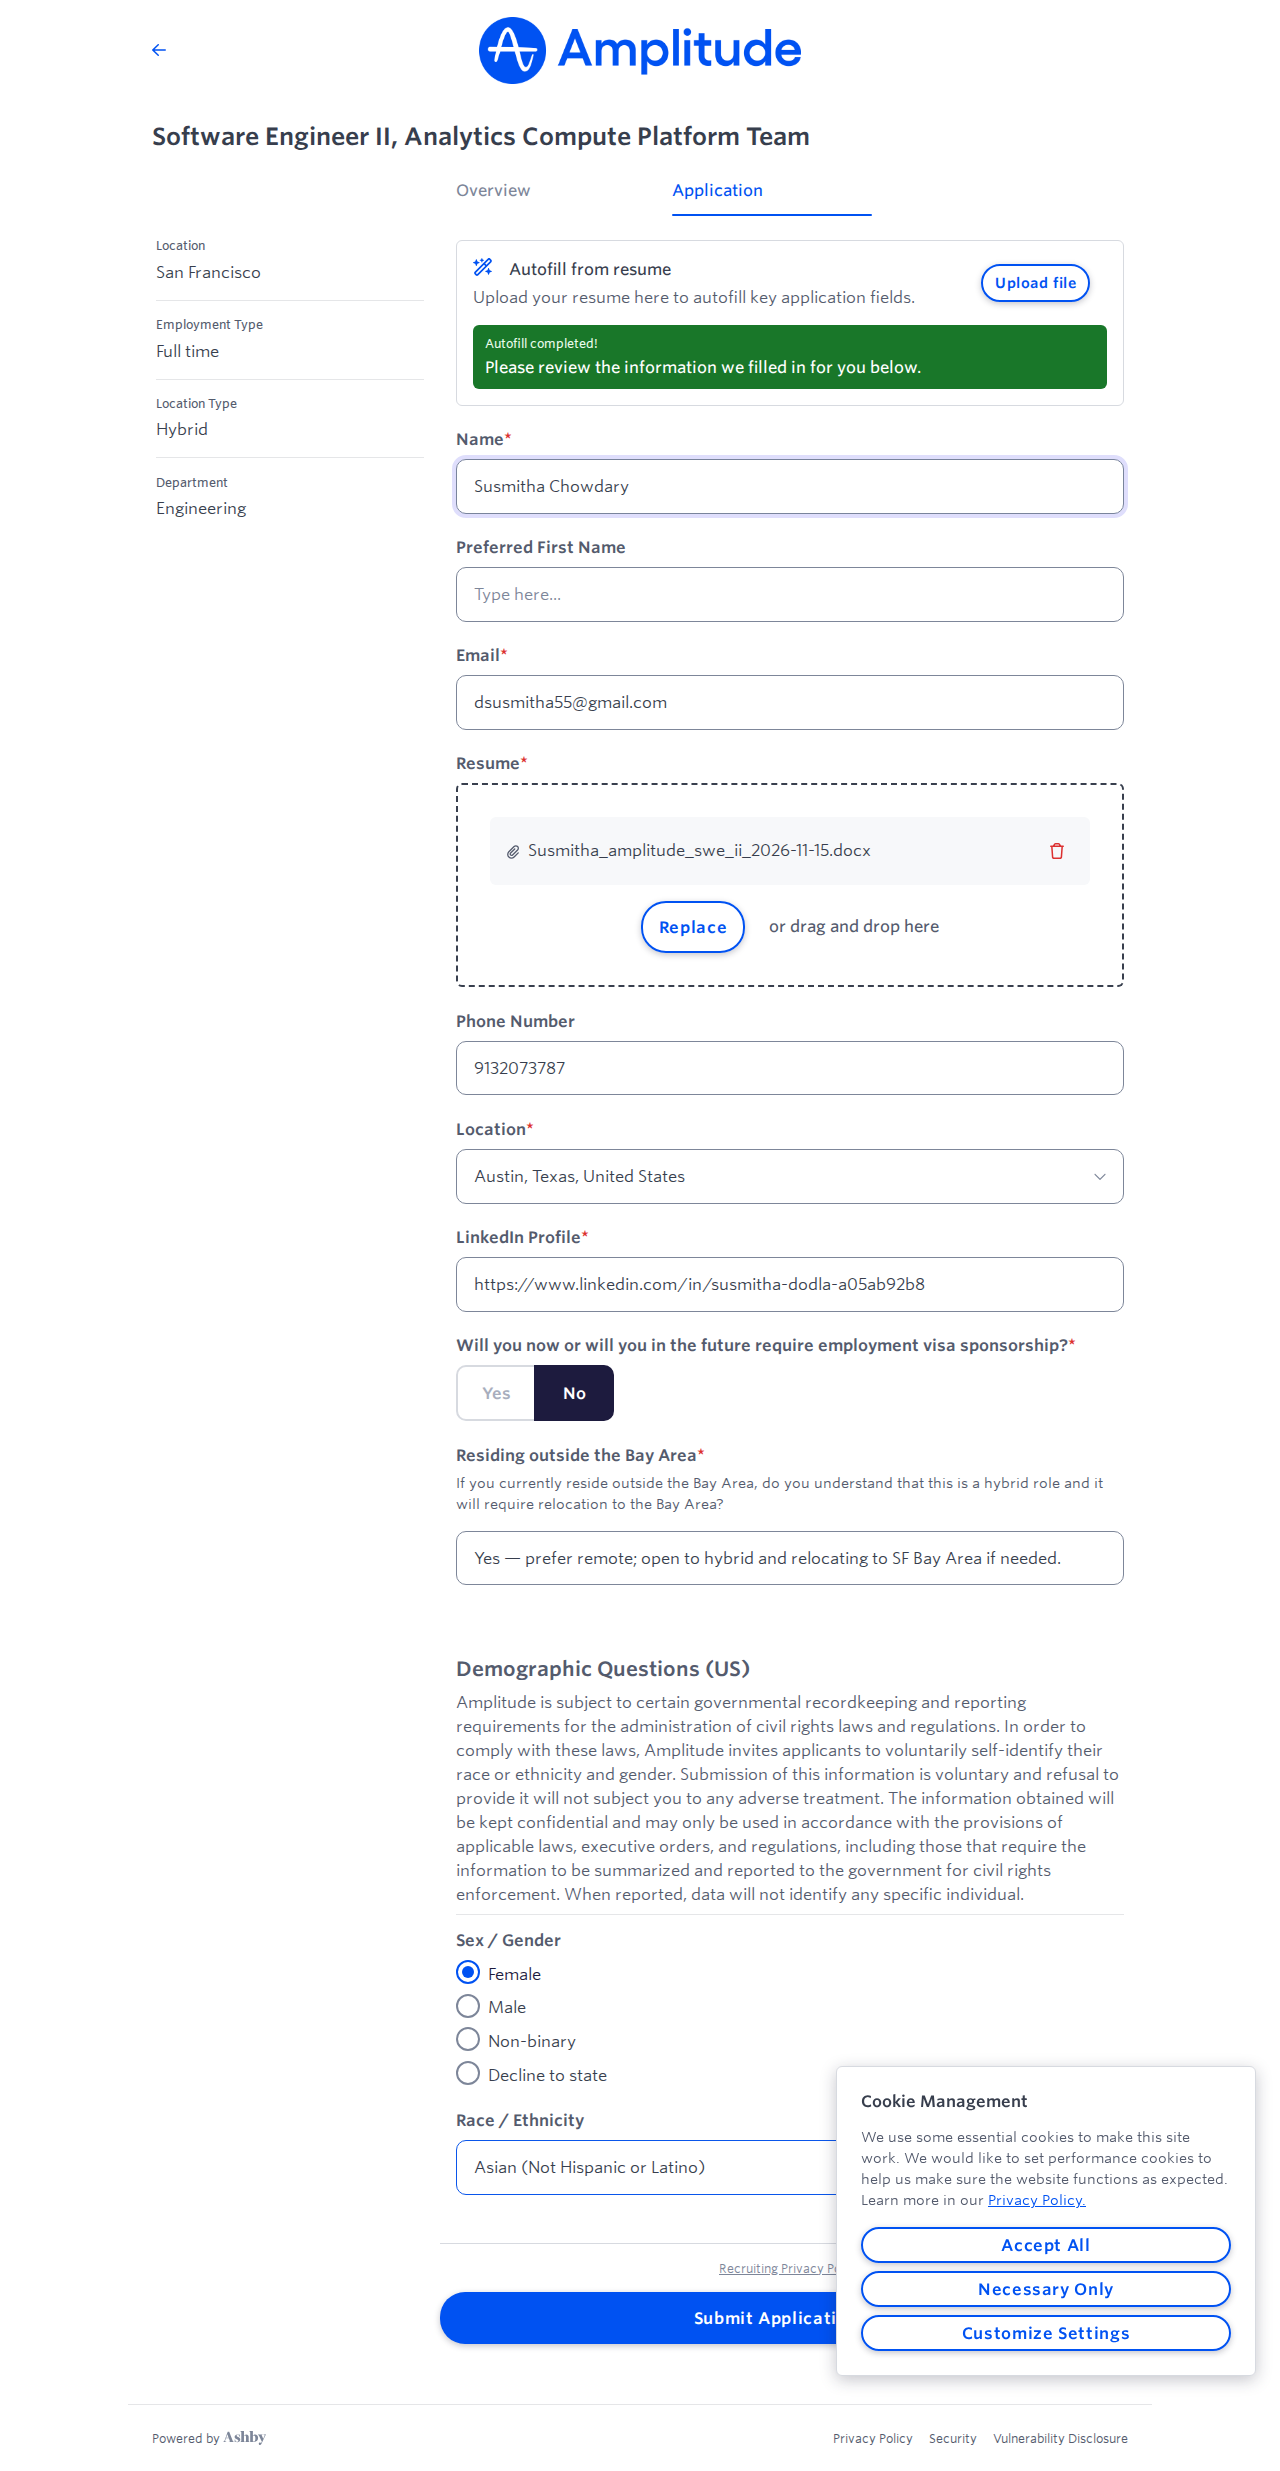 Amplitude
Software Engineer II, Analytics Compute Platform Team
Overview
Application
Location
San Francisco
Employment Type
Full time
Location Type
Hybrid
Department
Engineering
Autofill from resume
Upload your resume here to autofill key application fields.
Upload file
Autofill completed!
Please review the information we filled in for you below.
Name*
Susmitha Chowdary
Preferred First Name
Type here...
Email*
dsusmitha55@gmail.com
Resume*
Susmitha_amplitude_swe_ii_2026-11-15.docx
Replace
or drag and drop here
Phone Number
9132073787
Location*
Austin, Texas, United States
LinkedIn Profile*
https://www.linkedin.com/in/susmitha-dodla-a05ab92b8
Will you now or will you in the future require employment visa sponsorship?*
Yes
No
Residing outside the Bay Area*
If you currently reside outside the Bay Area, do you understand that this is a hybrid role and it
will require relocation to the Bay Area?
Yes — prefer remote; open to hybrid and relocating to SF Bay Area if needed.
Demographic Questions (US)
Amplitude is subject to certain governmental recordkeeping and reporting
requirements for the administration of civil rights laws and regulations. In order to
comply with these laws, Amplitude invites applicants to voluntarily self-identify their
race or ethnicity and gender. Submission of this information is voluntary and refusal to
provide it will not subject you to any adverse treatment. The information obtained will
be kept confidential and may only be used in accordance with the provisions of
applicable laws, executive orders, and regulations, including those that require the
information to be summarized and reported to the government for civil rights
enforcement. When reported, data will not identify any specific individual.
Sex / Gender
Female
Male
Non-binary
Decline to state
Race / Ethnicity
Asian (Not Hispanic or Latino)
Recruiting Privacy
Submit
Cookie Management
We use some essential cookies to make this site
work. We would like to set performance cookies to
help us make sure the website functions as expected.
Learn more in our Privacy Policy.
Accept All
Necessary Only
Customize Settings
Powered by Ashby
Privacy Policy
Security
Vulnerability Disclosure